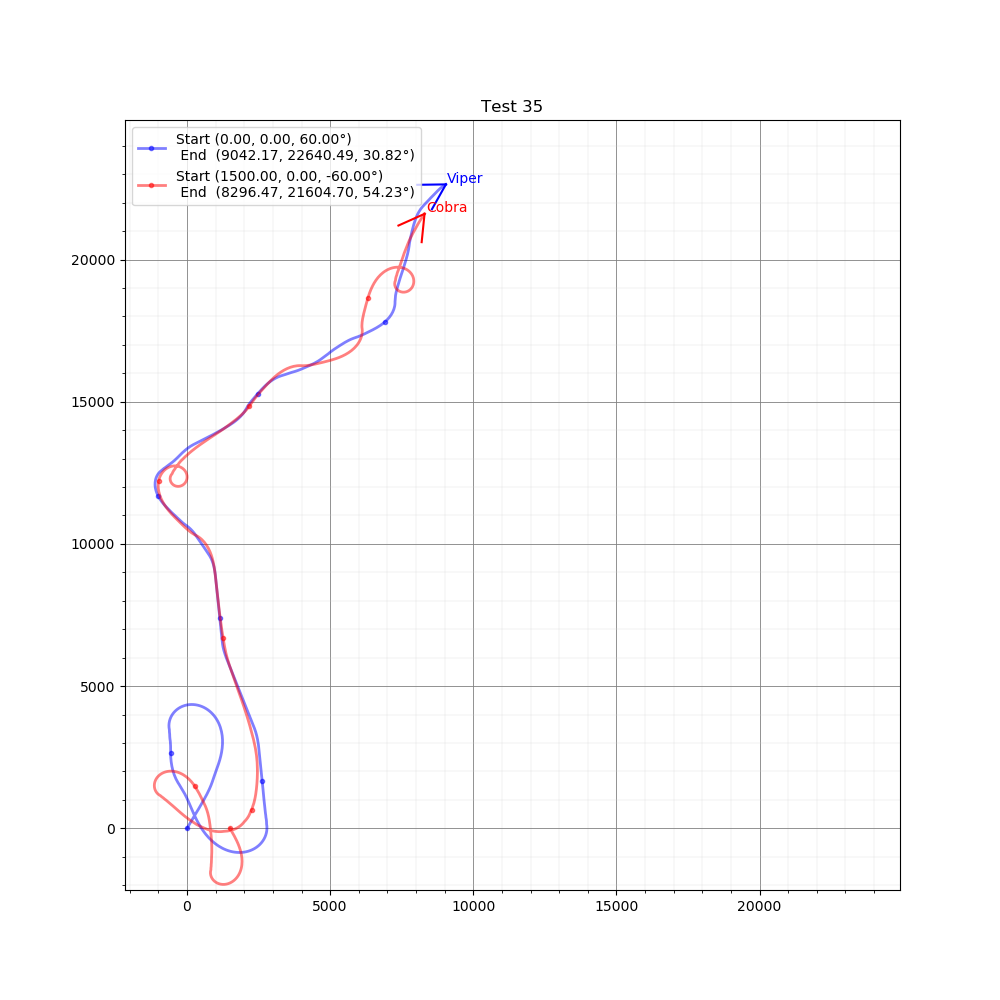 Test 35
Start (0.00, 0.00, 60.00°)
End (9042.17, 22640.49, 30.82°)
Start (1500.00, 0.00, -60.00°)
End (8296.47, 21604.70, 54.23°)
Viper
Cobra
20000
15000
10000
5000
0
0
5000
10000
15000
20000